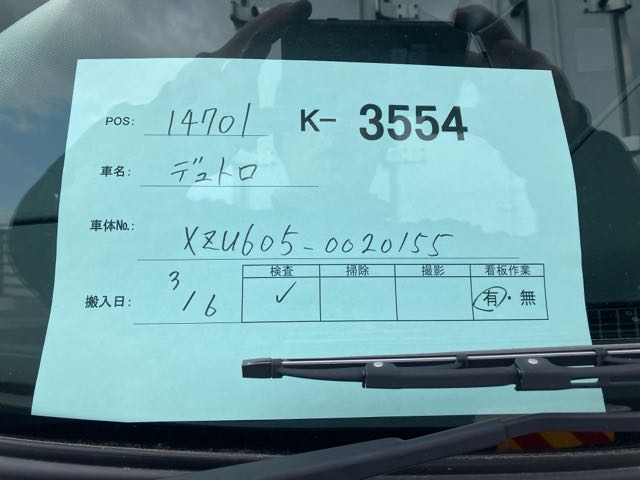 POS: 14701 K- 3554
車名: デュトロ
車体No.: XZU605-0020155
検査 掃除 撮影 看板作業
搬入日: 3/6 ✓ 有・無